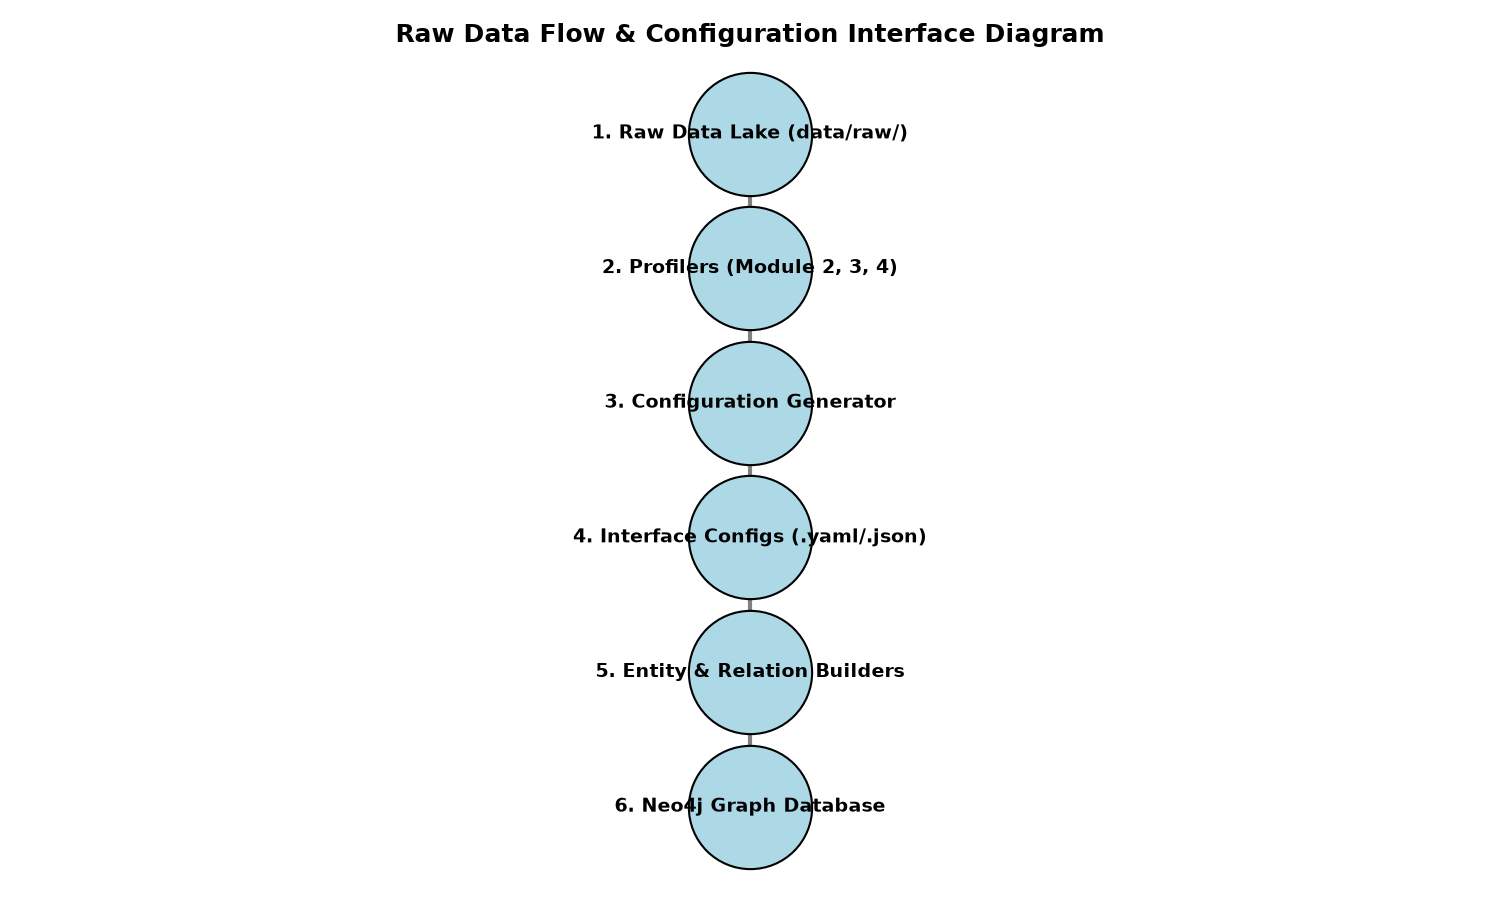 Raw Data Flow & Configuration Interface Diagram
1. Raw Data Lake (data/raw/)
2. Profilers (Module 2, 3, 4)
3. Configuration Generator
4. Interface Configs (.yaml/.json)
5. Entity & Relation Builders
6. Neo4j Graph Database